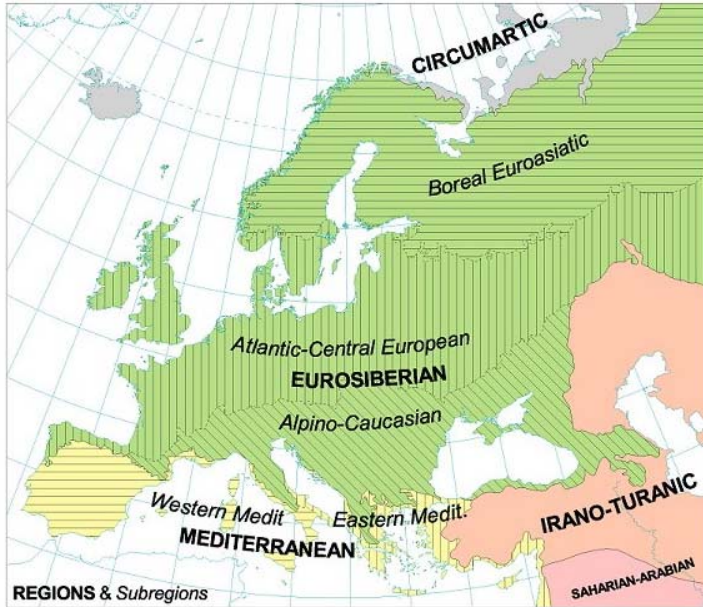 CIRCUMARTIC
Boreal Euroasiatic
Atlantic-Central European
EUROSIBERIAN
Alpino-Caucasian
Western Medit
Eastern Medit.
MEDITERRANEAN
IRANO-TURANIC
SAHARIAN-ARABIAN
REGIONS & Subregions